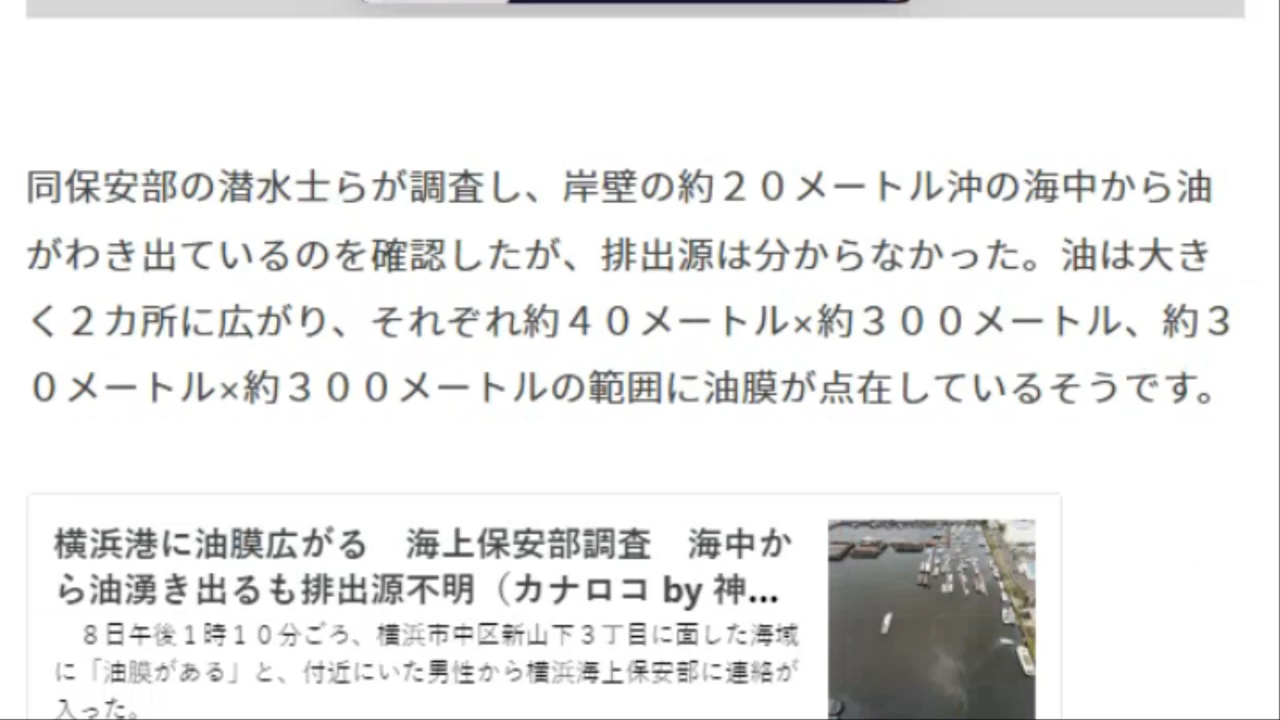 同保安部の潜水士らが調査し、岸壁の約２０メートル沖の海中から油
がわき出ているのを確認したが、排出源は分からなかった。油は大き
く２カ所に広がり、それぞれ約４０メートル×約３００メートル、約３
０メートル×約３００メートルの範囲に油膜が点在しているそうです。
横浜港に油膜広がる　海上保安部調査　海中か
ら油湧き出るも排出源不明（カナロコ by 神...
８日午後１時１０分ごろ、横浜市中区新山下３丁目に面した海域
に「油膜がある」と、付近にいた男性から横浜海上保安部に連絡が
入った。